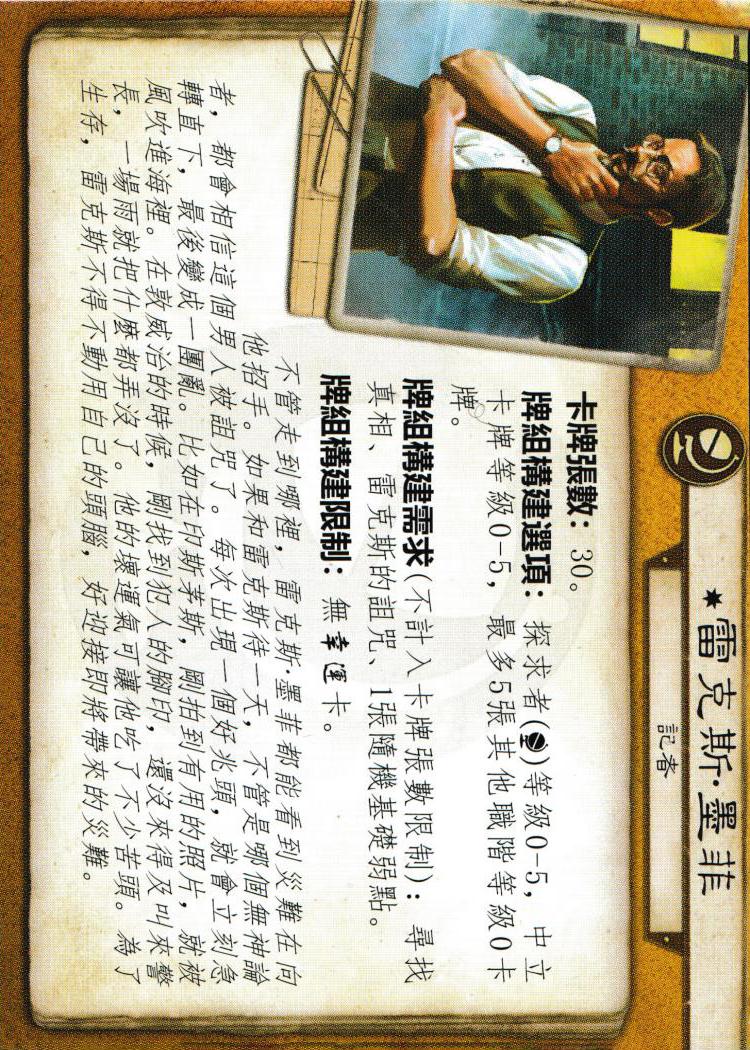 ✷雷克斯·墨菲
記者
卡牌張數：30。
牌組構建選項：探求者()等級0-5，中立
卡牌等級0-5，最多5張其他職階等級0卡
牌。
牌組構建需求(不計入卡牌張數限制)：尋找
真相、雷克斯的詛咒、1張隨機基礎弱點。
牌組構建限制：無幸運卡。
不管走到哪裡，雷克斯·墨菲都能看到災難在向
他招手。如果和雷克斯待一天，不管是哪個無神論
者，都會相信這個男人被詛咒了。每次出現一個好兆頭，就會立刻急
轉直下，最後變成一團亂。比如在印斯茅斯，剛拍到有用的照片，就被
風吹進海裡。在敦威治的時候，剛找到犯人的腳印，還沒來得及叫來警
長，一場雨就把什麼都弄沒了。他的壞運氣可讓他吃了不少苦頭。為了
生存，雷克斯不得不動用自己的頭腦，好迎接即將帶來的災難。